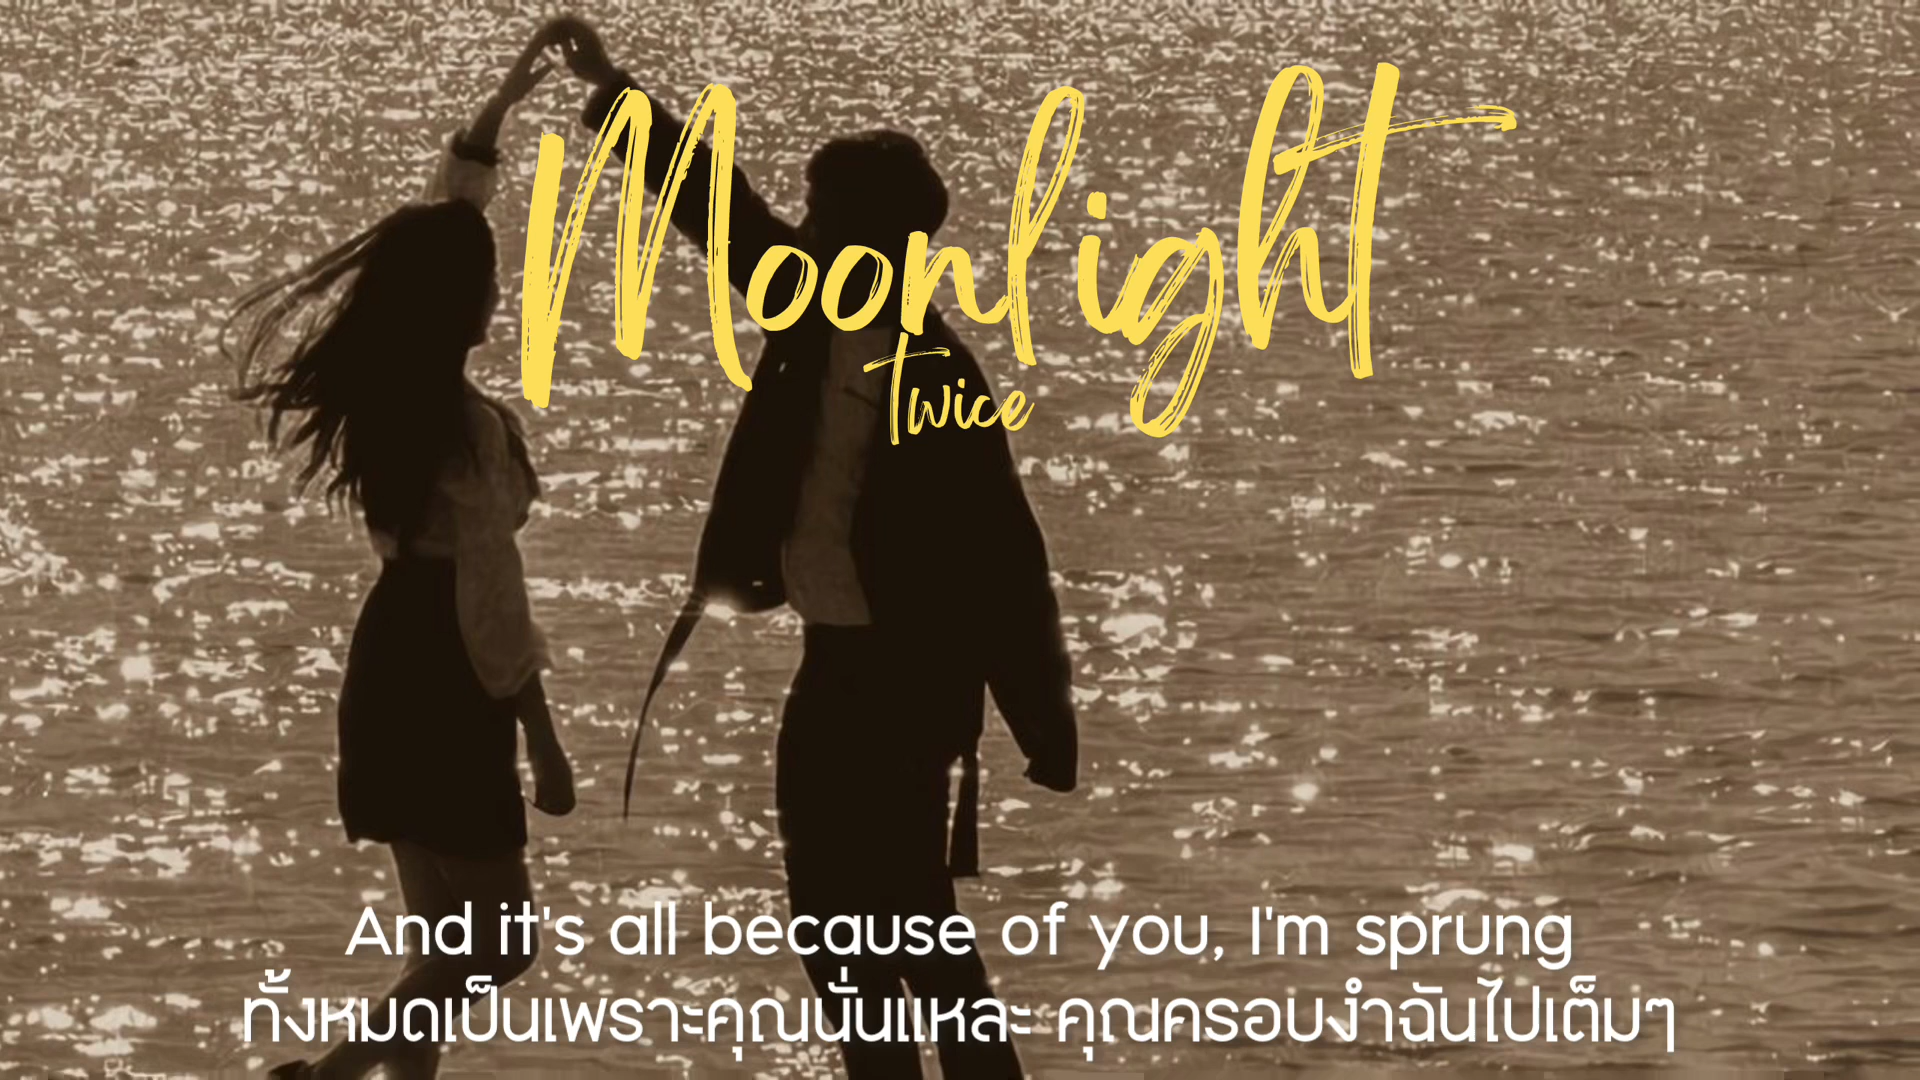 Moonlight
twice
And it's all because of you, I'm sprung
ทั้งหมดเป็นเพราะคุณนั่นแหละ คุณครอบงำฉันไปเต็มๆ